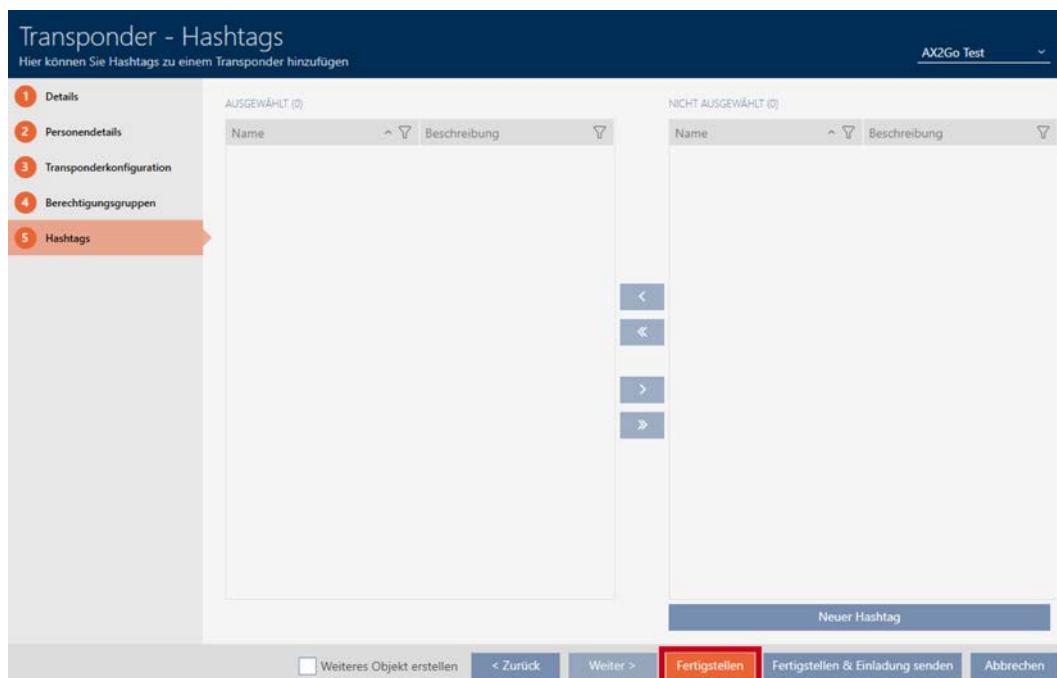 Transponder - Hashtags
Hier können Sie Hashtags zu einem Transponder hinzufügen
AX2Go Test
1 Details
2 Personendetails
3 Transponderkonfiguration
4 Berechtigungsgruppen
5 Hashtags
AUSGEWÄHLT (0)
Name Beschreibung
NICHT AUSGEWÄHLT (0)
Name Beschreibung
Neuer Hashtag
Weiteres Objekt erstellen < Zurück Weiter > Fertigstellen Fertigstellen & Einladung senden Abbrechen